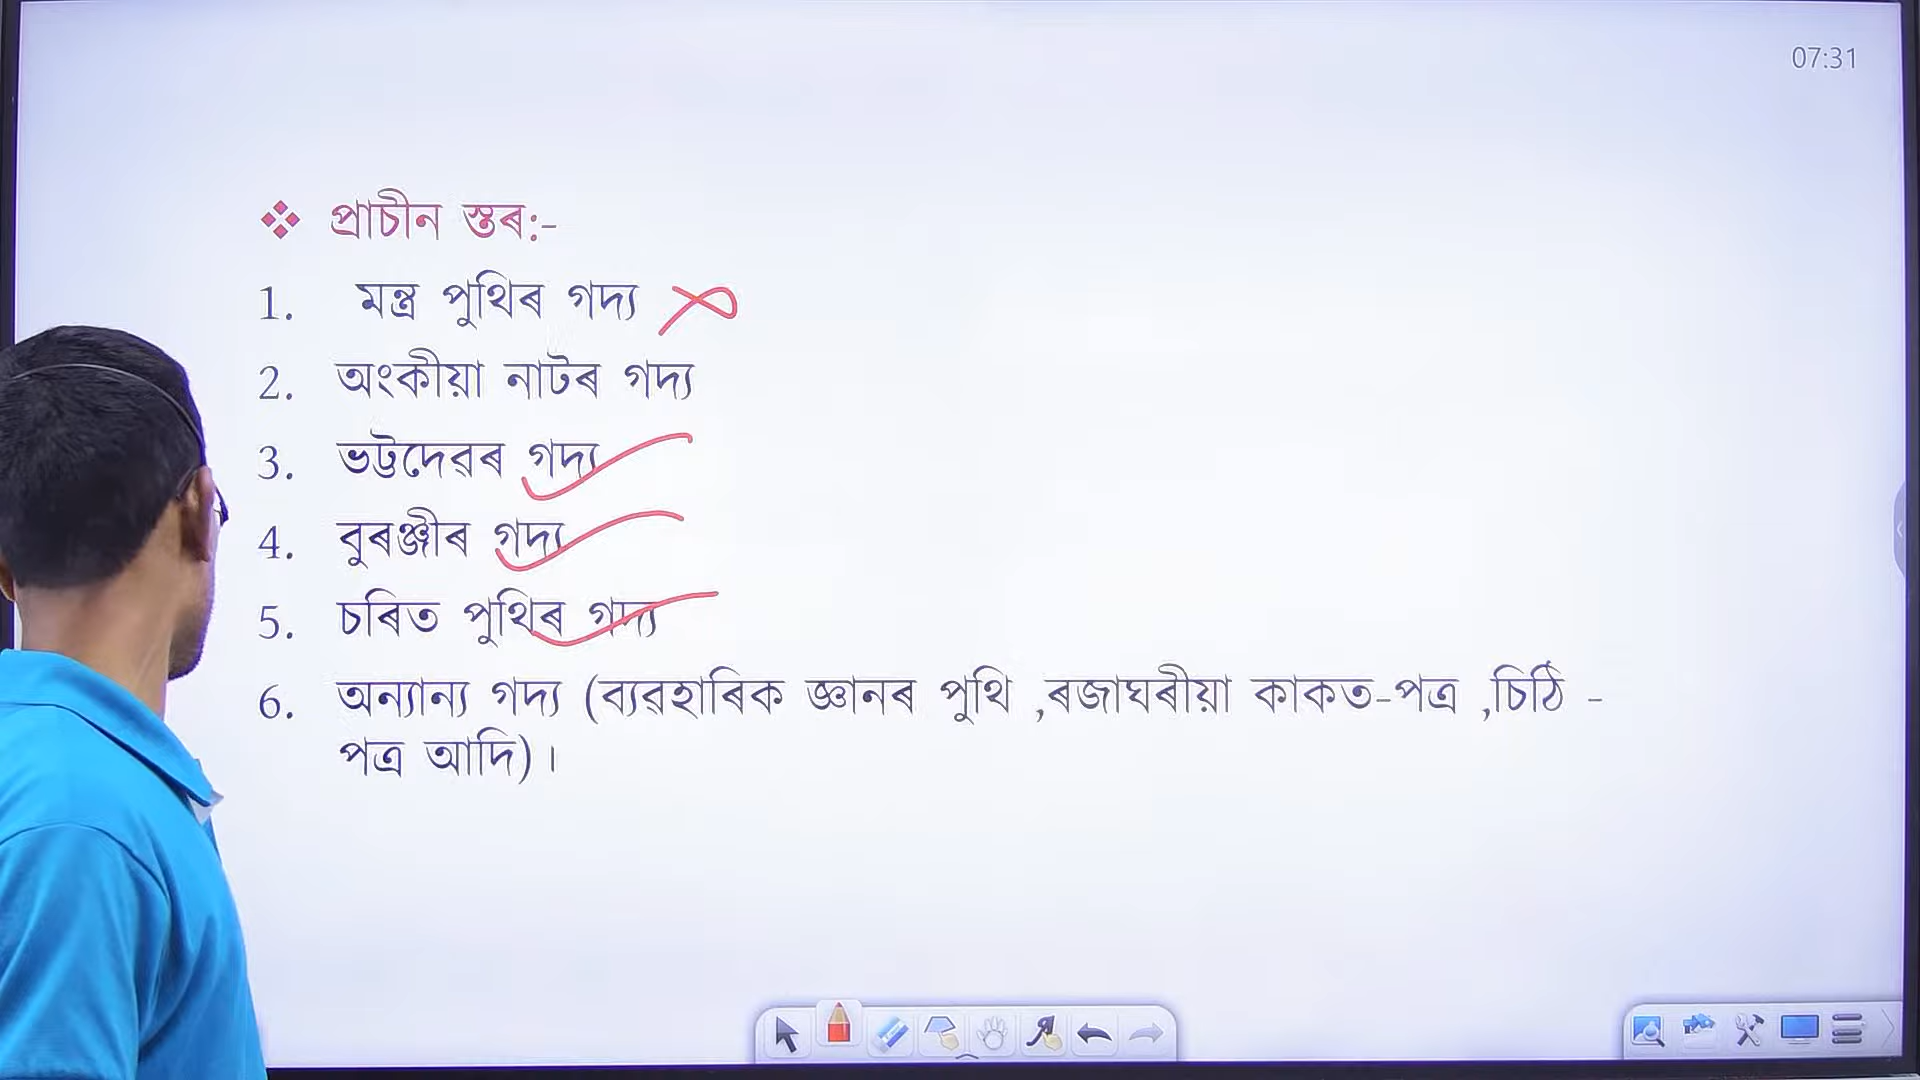 07:31
❖ প্ৰাচীন স্তৰ:-
1. মন্ত্ৰ পুথিৰ গদ্য
2. অংকীয়া নাটৰ গদ্য
3. ভট্টদেৱৰ গদ্য
4. বুৰঞ্জীৰ গদ্য
5. চৰিত পুথিৰ গদ্য
6. অন্যান্য গদ্য (ব্যৱহাৰিক জ্ঞানৰ পুথি ,ৰজাঘৰীয়া কাকত-পত্ৰ ,চিঠি -
পত্ৰ আদি)।